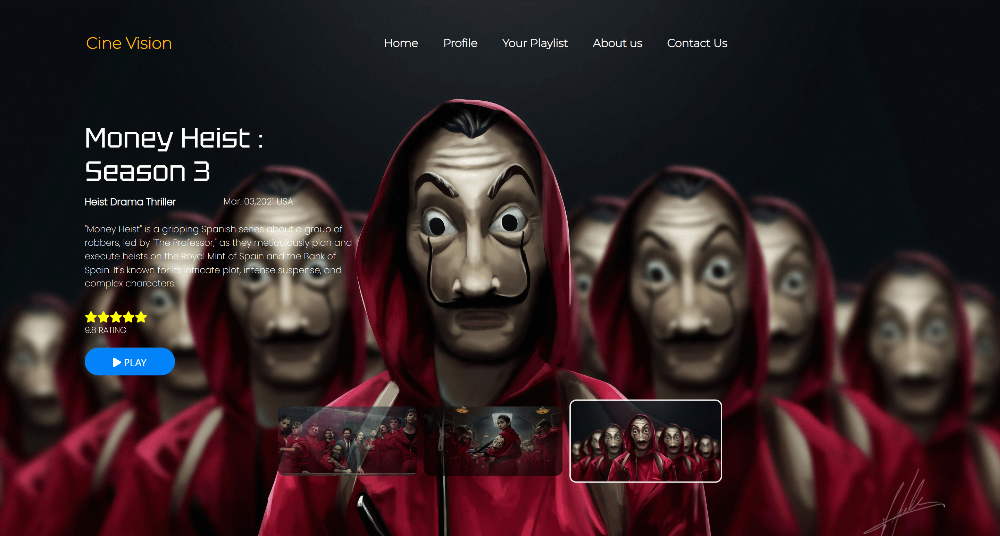 Cine Vision
Home Profile Your Playlist About us Contact Us
Money Heist :
Season 3
Heist Drama Thriller Mar. 03,2021 USA
"Money Heist" is a gripping Spanish series about a group of
robbers, led by "The Professor," as they meticulously plan and
execute heists on the Royal Mint of Spain and the Bank of
Spain. It's known for its intricate plot, intense suspense, and
complex characters.
9.8 RATING
PLAY